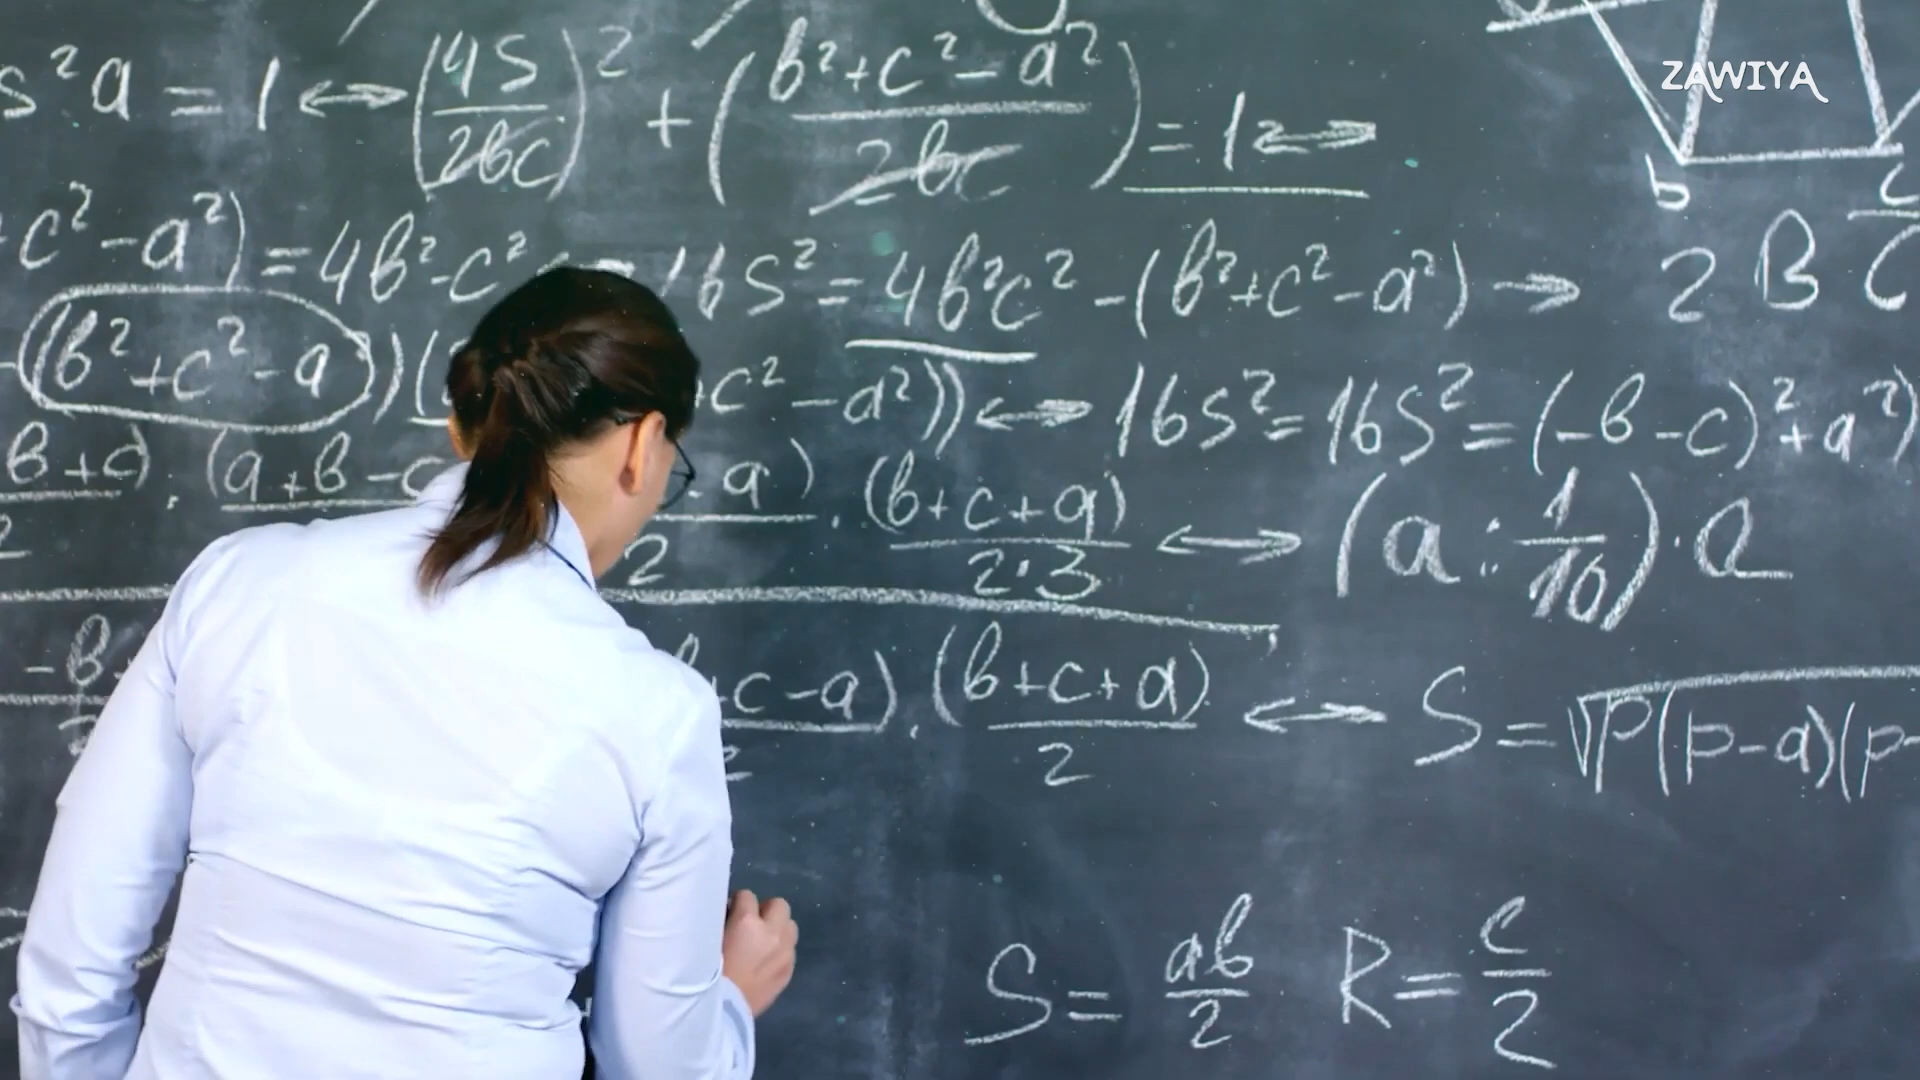 s²a = 1 ↔ (4S/2bc)² + (b²+c²-a²/2bc) = 1 ↔
ZAWIYA
b c
c²-a²) = 4b²-c² 16S² = 4b²c² -(b²+c²-a²) → 2 B C
-(b²+c²-a))( +c²-a²)) ↔ 16S² = 16S² = (-b-c)²+a²)
b+c)/2 · (a+b-c -a)/2 · (b+c+a)/2·3 ↔ (a : 1/10) · a
-b +c-a)/2 · (b+c+a)/2 ↔ S = √p(p-a)(p-
S = ab/2 R = c/2